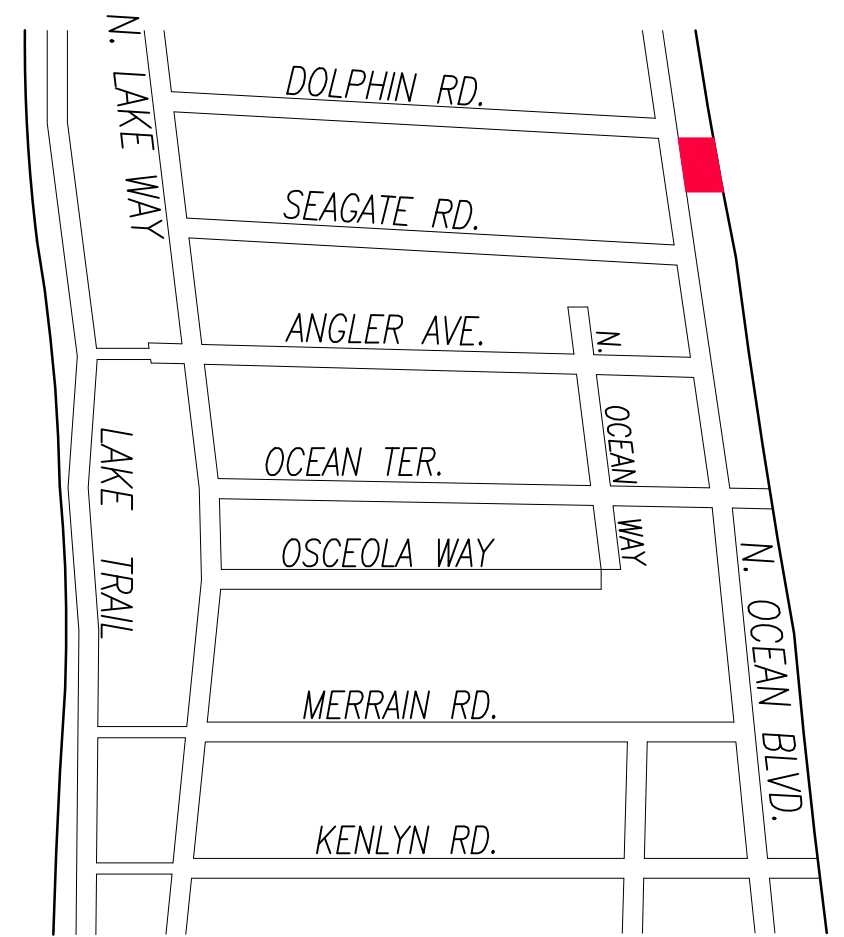 N. LAKE WAY
DOLPHIN RD.
SEAGATE RD.
ANGLER AVE.
N. OCEAN WAY
LAKE TRAIL
OCEAN TER.
OSCEOLA WAY
N. OCEAN BLVD.
MERRAIN RD.
KENLYN RD.